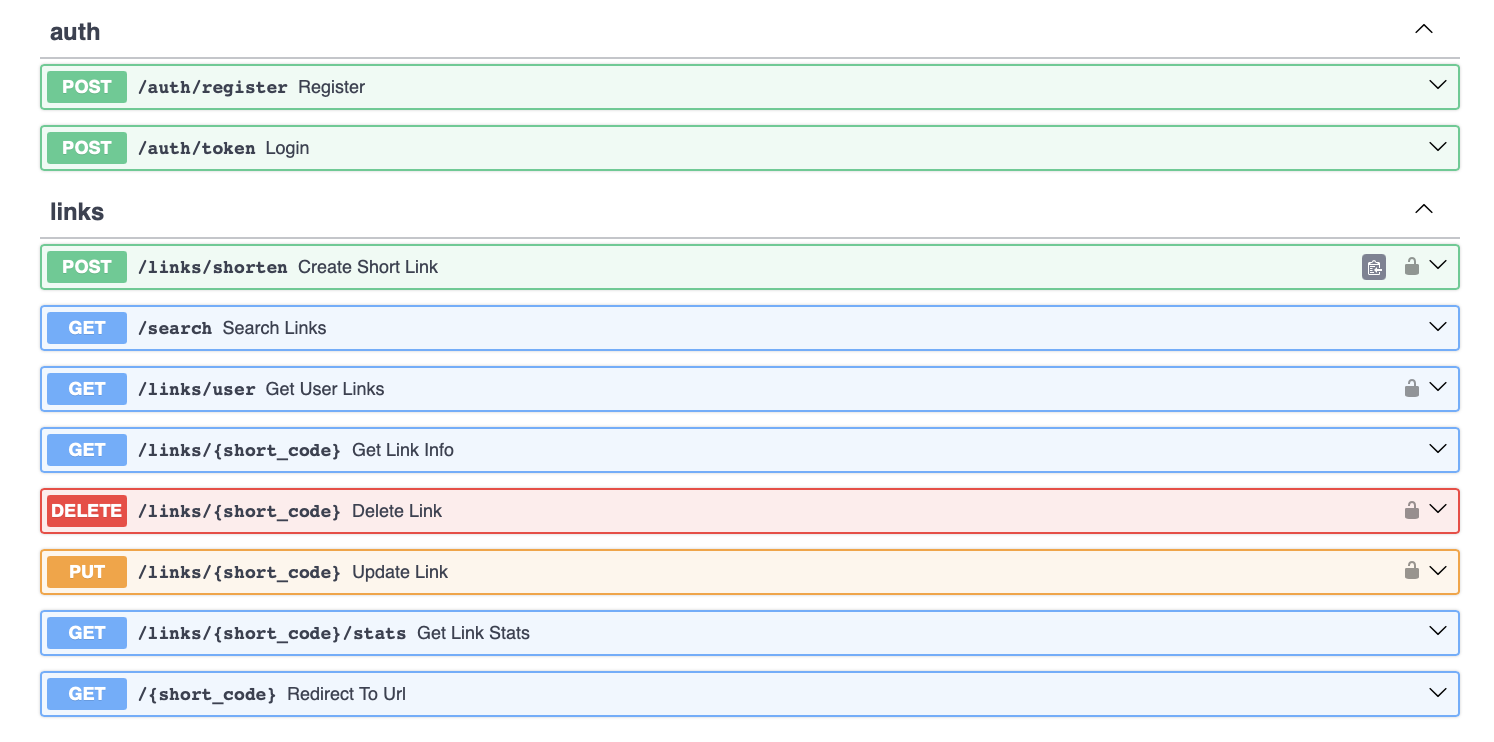 auth
POST /auth/register Register
POST /auth/token Login
links
POST /links/shorten Create Short Link
GET /search Search Links
GET /links/user Get User Links
GET /links/{short_code} Get Link Info
DELETE /links/{short_code} Delete Link
PUT /links/{short_code} Update Link
GET /links/{short_code}/stats Get Link Stats
GET /{short_code} Redirect To Url